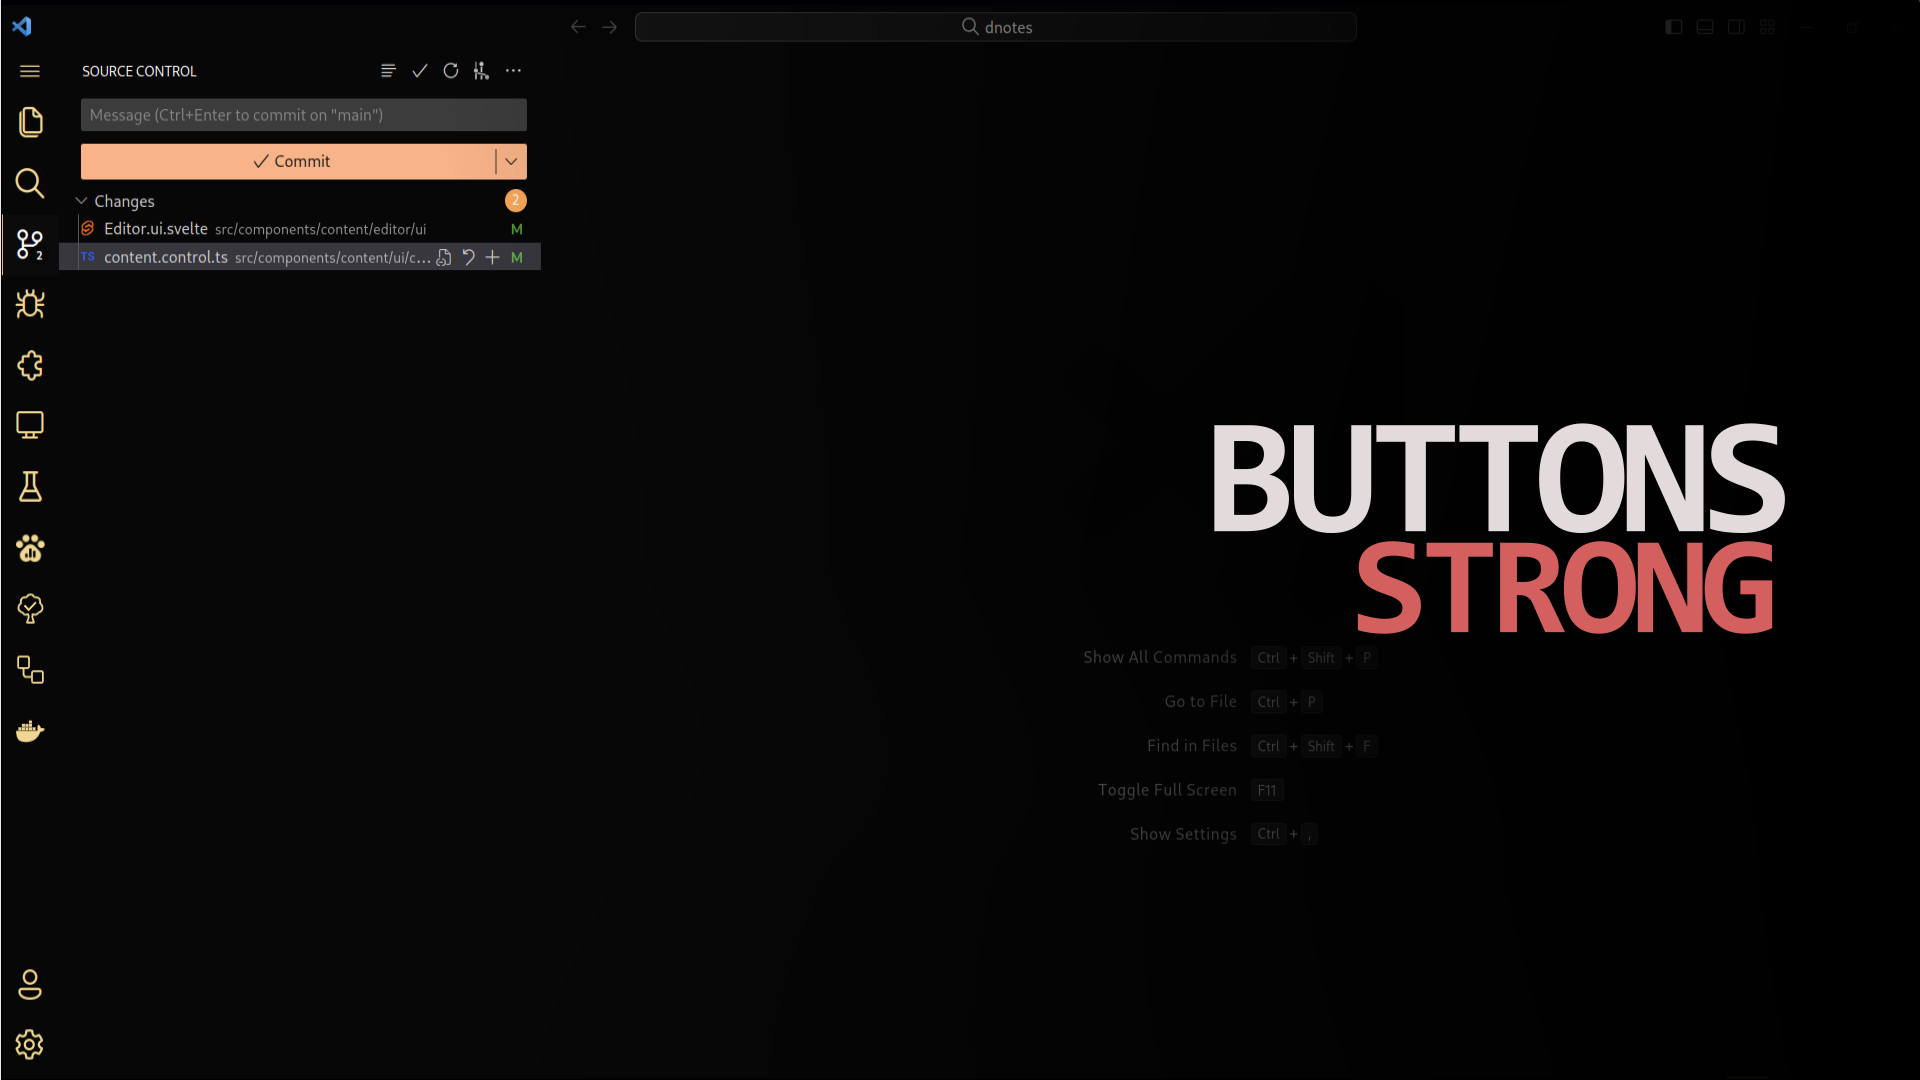 dnotes
SOURCE CONTROL
Message (Ctrl+Enter to commit on "main")
Commit
Changes 2
Editor.ui.svelte src/components/content/editor/ui M
2
TS content.control.ts src/components/content/ui/c... M
BUTTONS
STRONG
Show All Commands Ctrl + Shift + P
Go to File Ctrl + P
Find in Files Ctrl + Shift + F
Toggle Full Screen F11
Show Settings Ctrl + ,